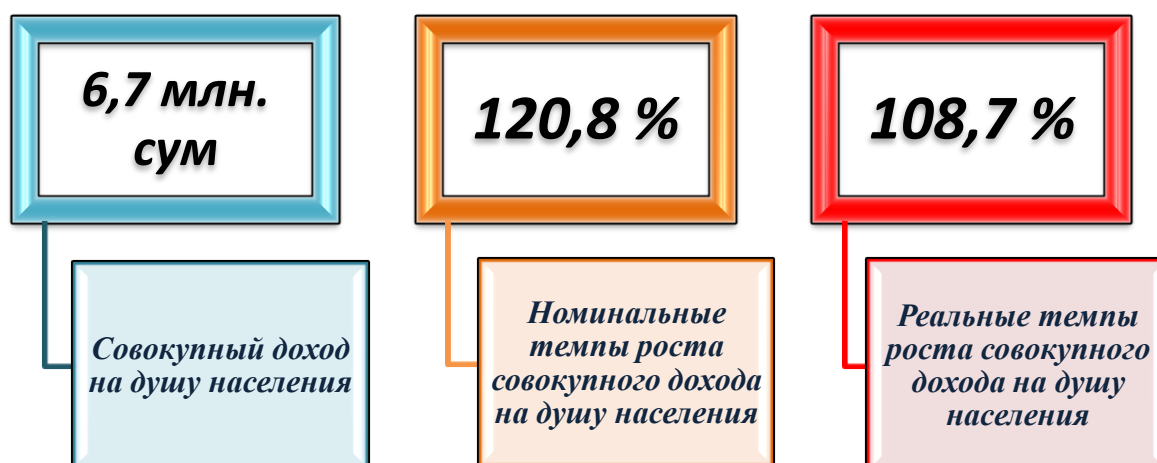 6,7 млн.
сум
120,8 %
108,7 %
Совокупный доход
на душу населения
Номинальные
темпы роста
совокупного дохода
на душу населения
Реальные темпы
роста совокупного
дохода на душу
населения